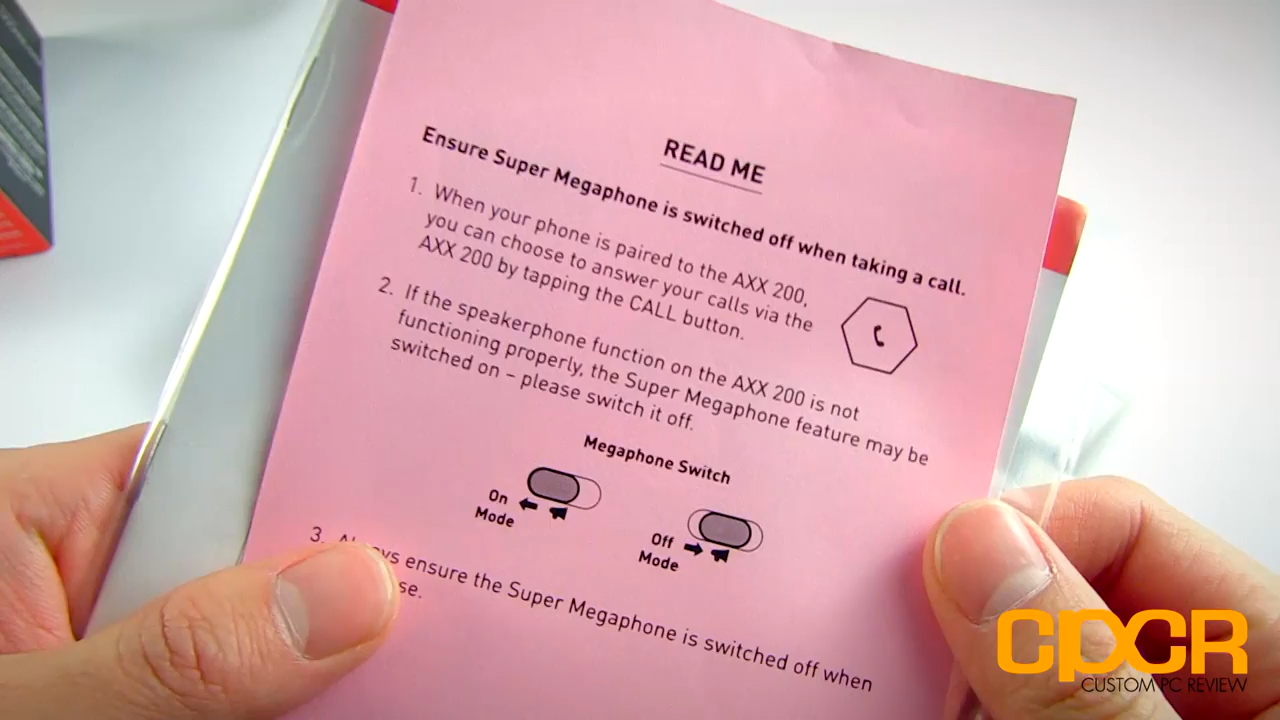 READ ME
Ensure Super Megaphone is switched off when taking a call.
1. When your phone is paired to the AXX 200,
you can choose to answer your calls via the
AXX 200 by tapping the CALL button.
2. If the speakerphone function on the AXX 200 is not
functioning properly, the Super Megaphone feature may be
switched on – please switch it off.
Megaphone Switch
On
Mode
Off
Mode
3. Always ensure the Super Megaphone is switched off when
CPCR
CUSTOM PC REVIEW